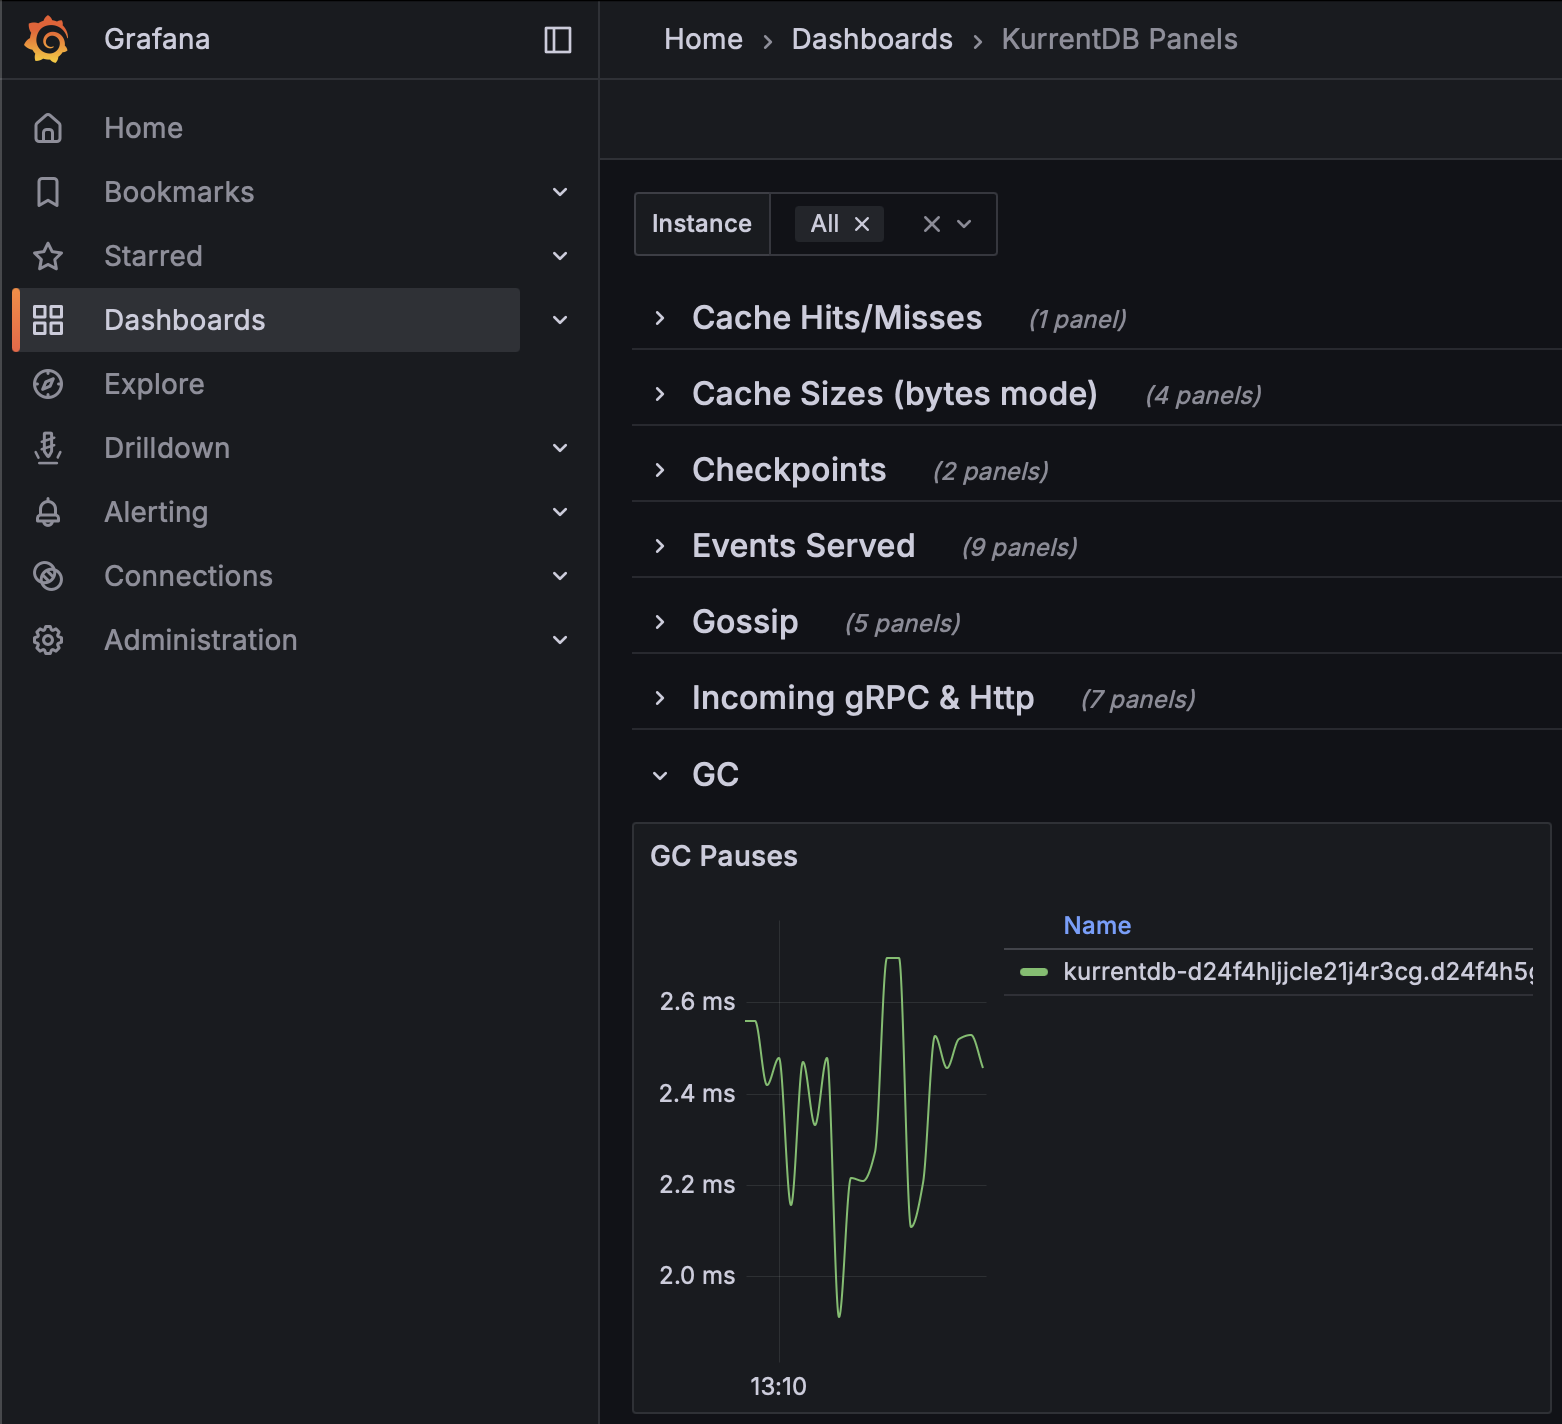 Grafana
Home
Bookmarks
Starred
Dashboards
Explore
Drilldown
Alerting
Connections
Administration
Home › Dashboards › KurrentDB Panels
Instance All
Cache Hits/Misses (1 panel)
Cache Sizes (bytes mode) (4 panels)
Checkpoints (2 panels)
Events Served (9 panels)
Gossip (5 panels)
Incoming gRPC & Http (7 panels)
GC
GC Pauses
2.6 ms
2.4 ms
2.2 ms
2.0 ms
13:10
Name
kurrentdb-d24f4hljjcle21j4r3cg.d24f4h5g